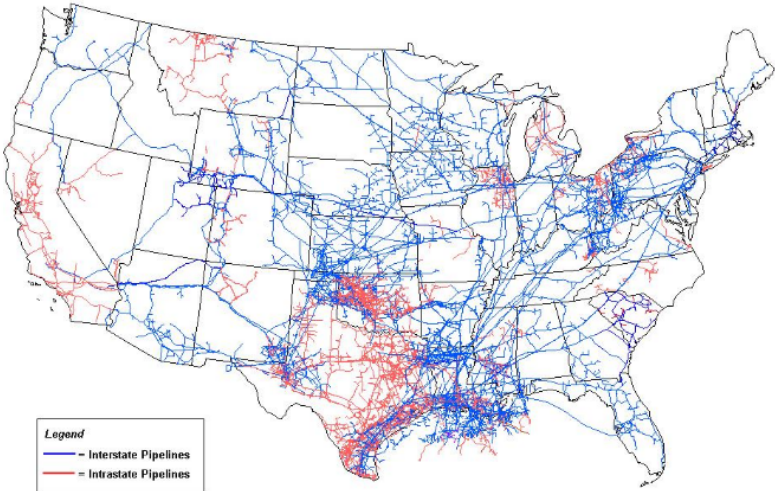 Legend
= Interstate Pipelines
= Intrastate Pipelines